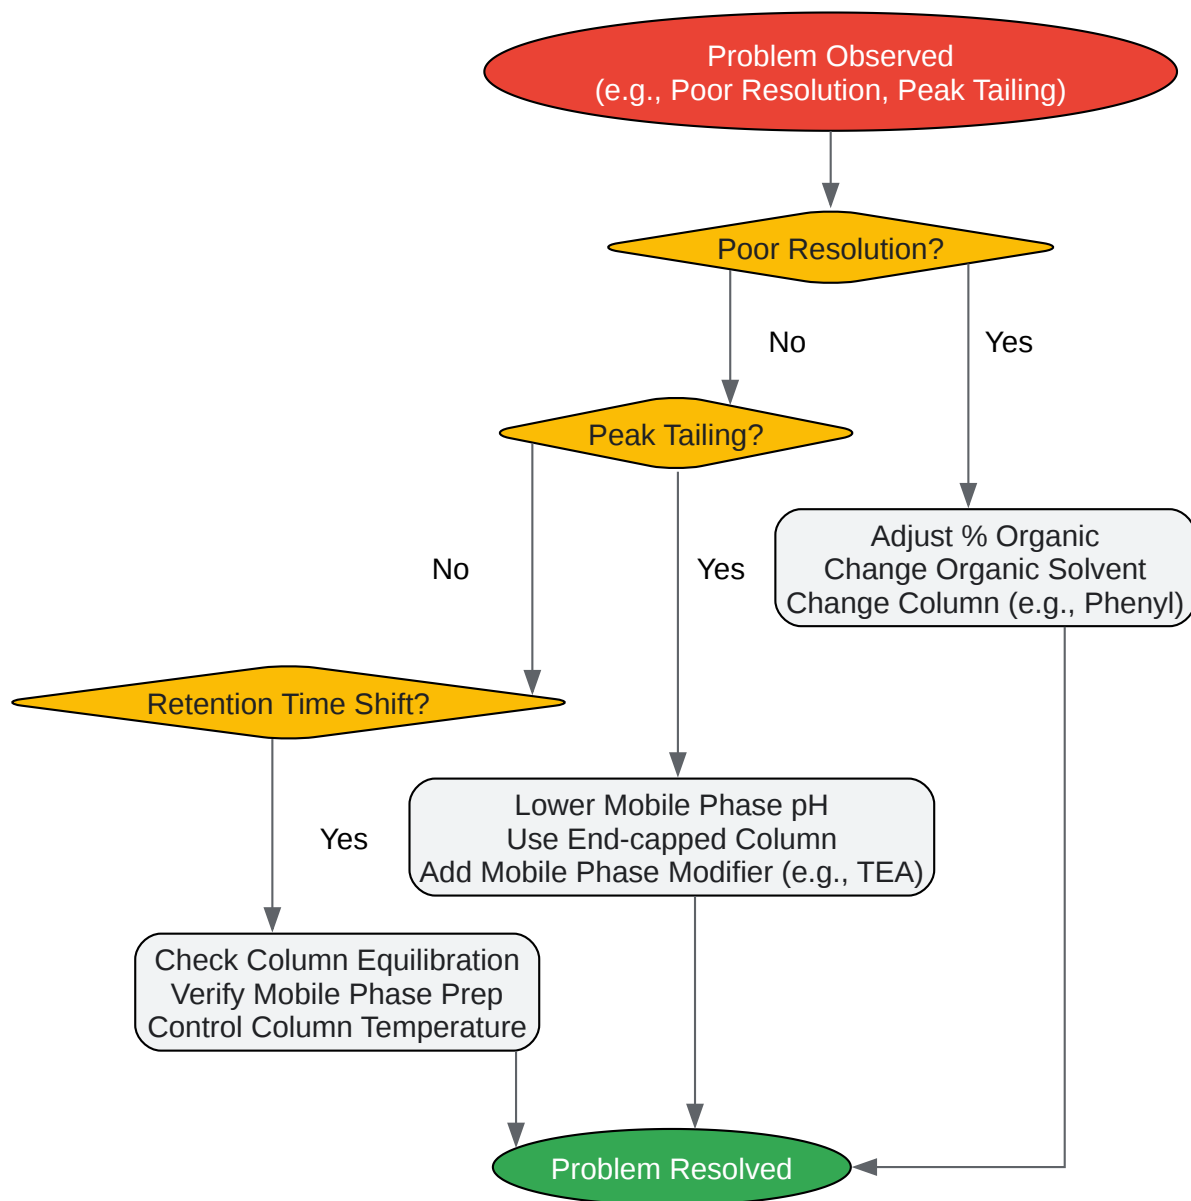 Problem Observed
(e.g., Poor Resolution, Peak Tailing)
Poor Resolution?
No
Yes
Peak Tailing?
Adjust % Organic
Change Organic Solvent
Change Column (e.g., Phenyl)
No
Yes
Retention Time Shift?
Lower Mobile Phase pH
Use End-capped Column
Add Mobile Phase Modifier (e.g., TEA)
Yes
Check Column Equilibration
Verify Mobile Phase Prep
Control Column Temperature
Problem Resolved